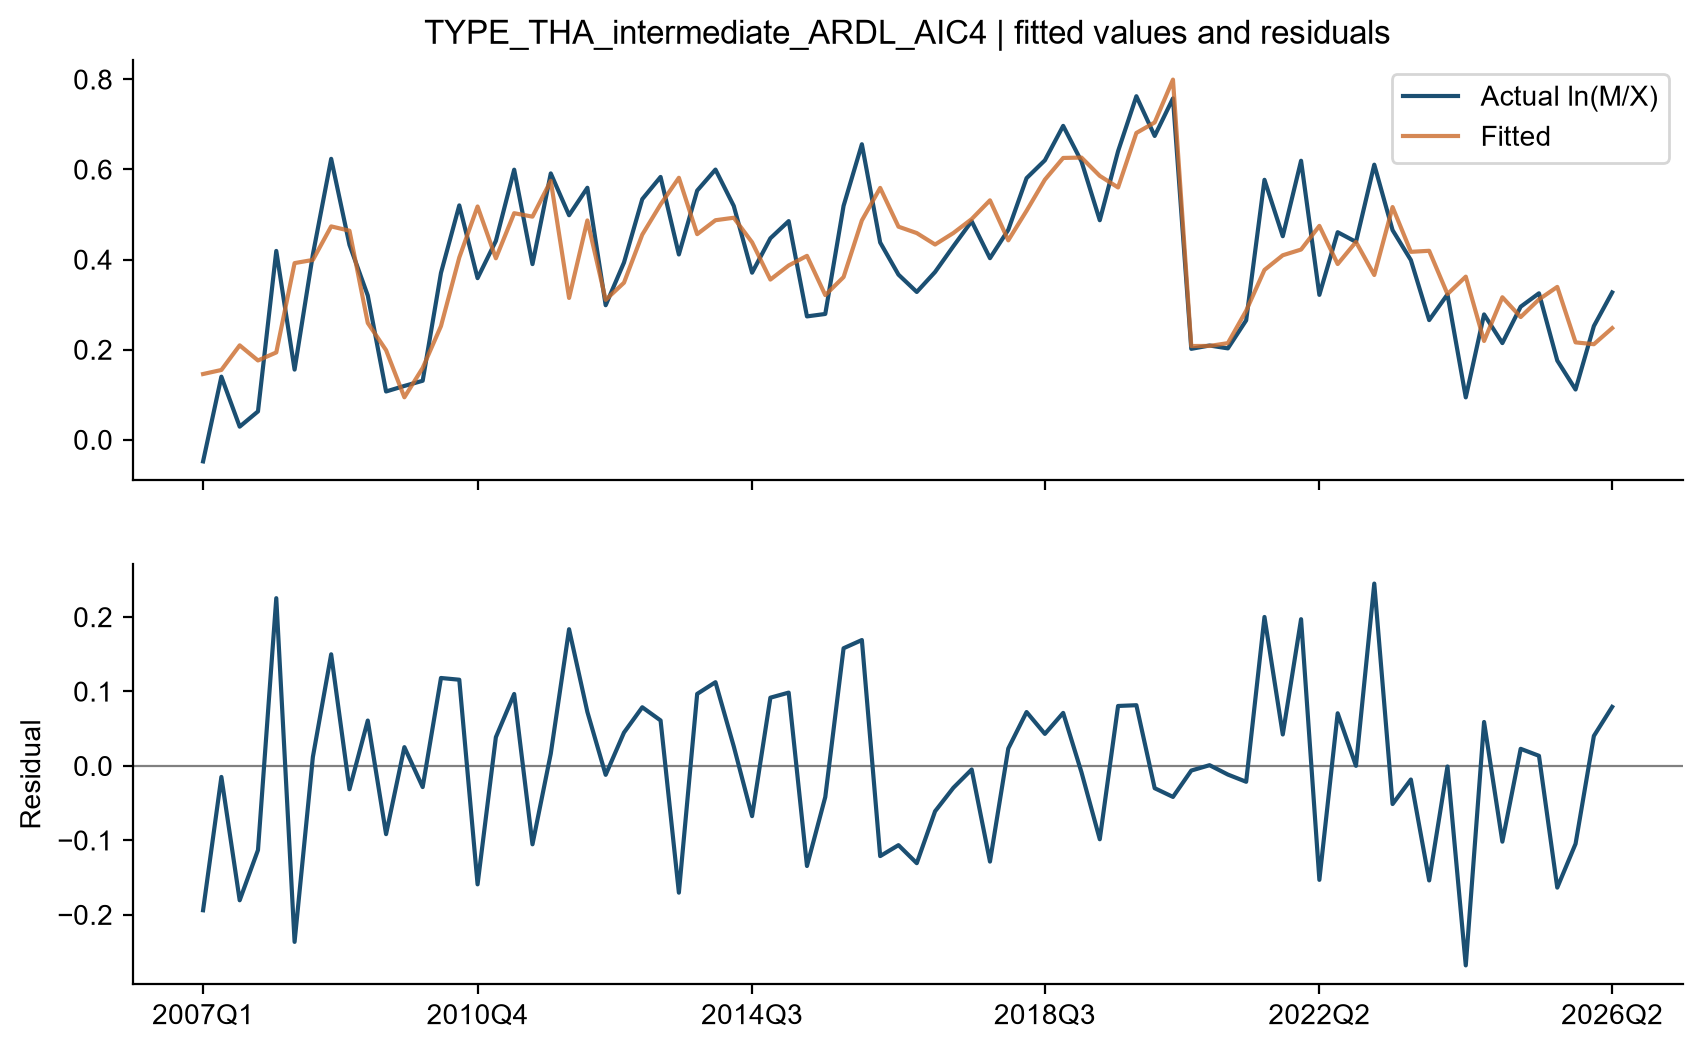 TYPE_THA_intermediate_ARDL_AIC4 | fitted values and residuals
Actual ln(M/X)
Fitted
0.8
0.6
0.4
0.2
0.0
Residual
0.2
0.1
0.0
−0.1
−0.2
2007Q1 2010Q4 2014Q3 2018Q3 2022Q2 2026Q2